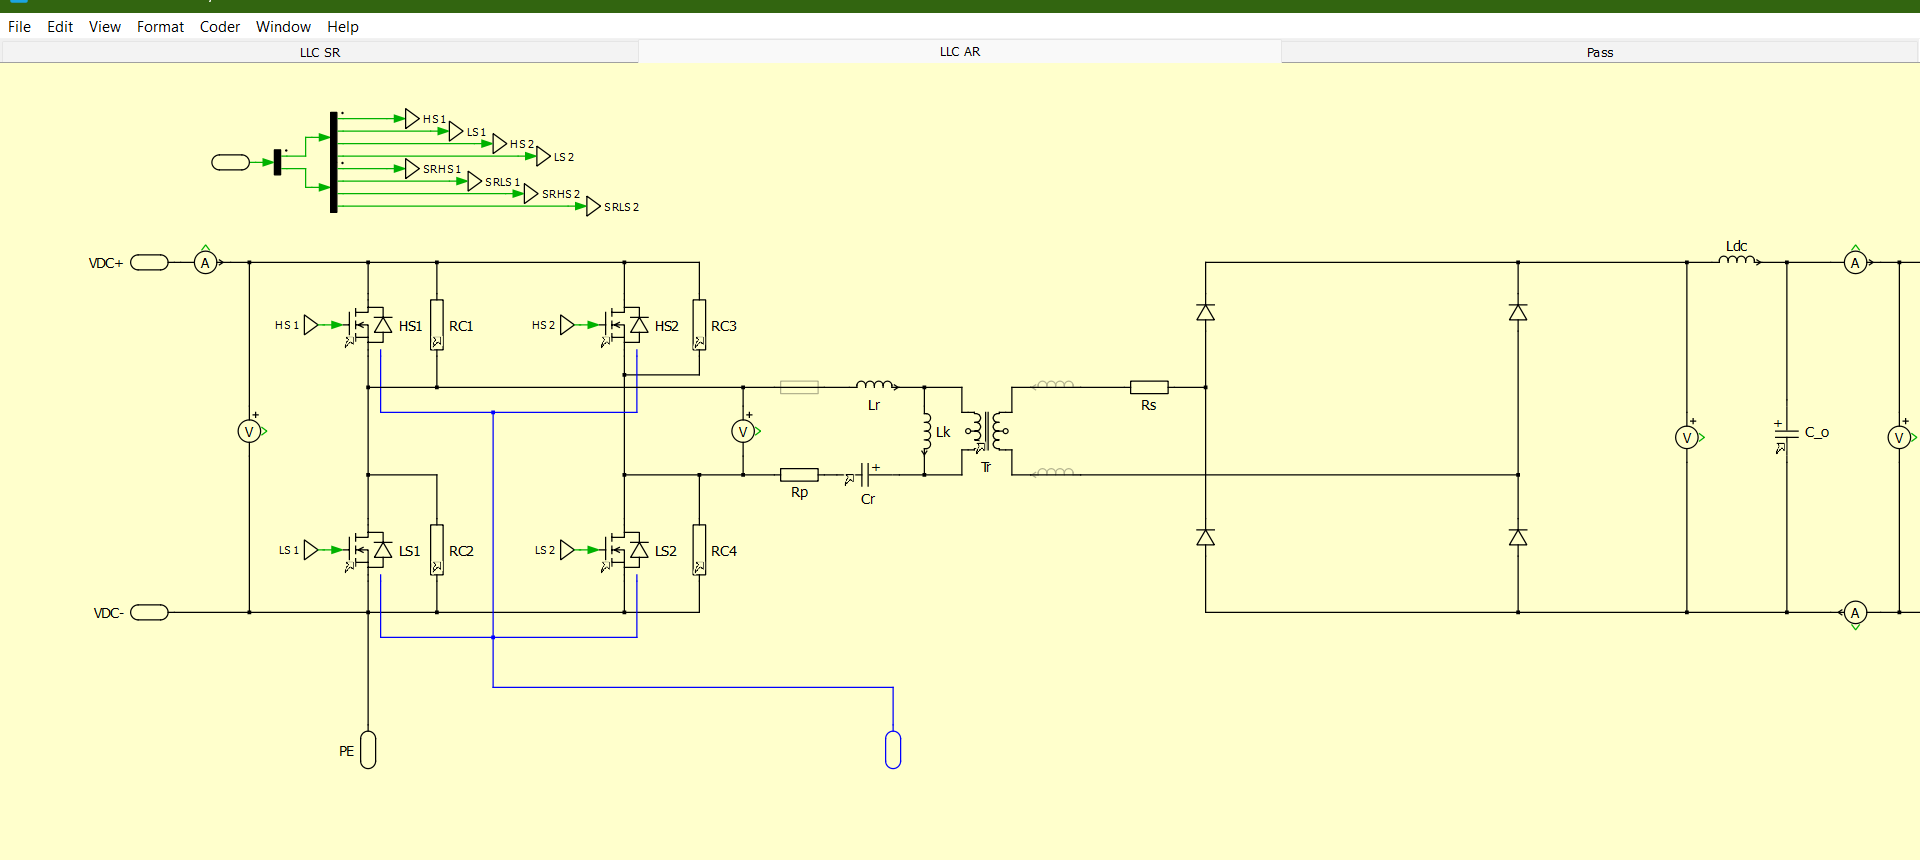 File Edit View Format Coder Window Help
LLC SR LLC AR Pass
HS1
LS1
HS2
LS2
SRHS1
SRLS1
SRHS2
SRLS2
VDC+ A Ldc A
HS1 HS1 RC1 HS2 HS2 RC3
Lr Rs
V + V + Lk Tr V + + C_o V +
Rp Cr +
LS1 LS1 RC2 LS2 LS2 RC4
VDC- A
PE